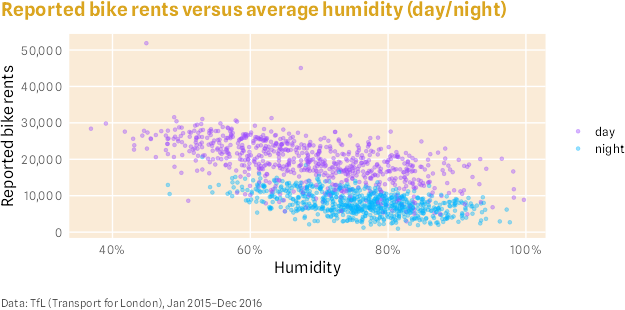 Reported bike rents versus average humidity (day/night)
Reported bike rents
50,000
40,000
30,000
20,000
10,000
0
40%
60%
80%
100%
Humidity
day
night
Data: TfL (Transport for London), Jan 2015–Dec 2016